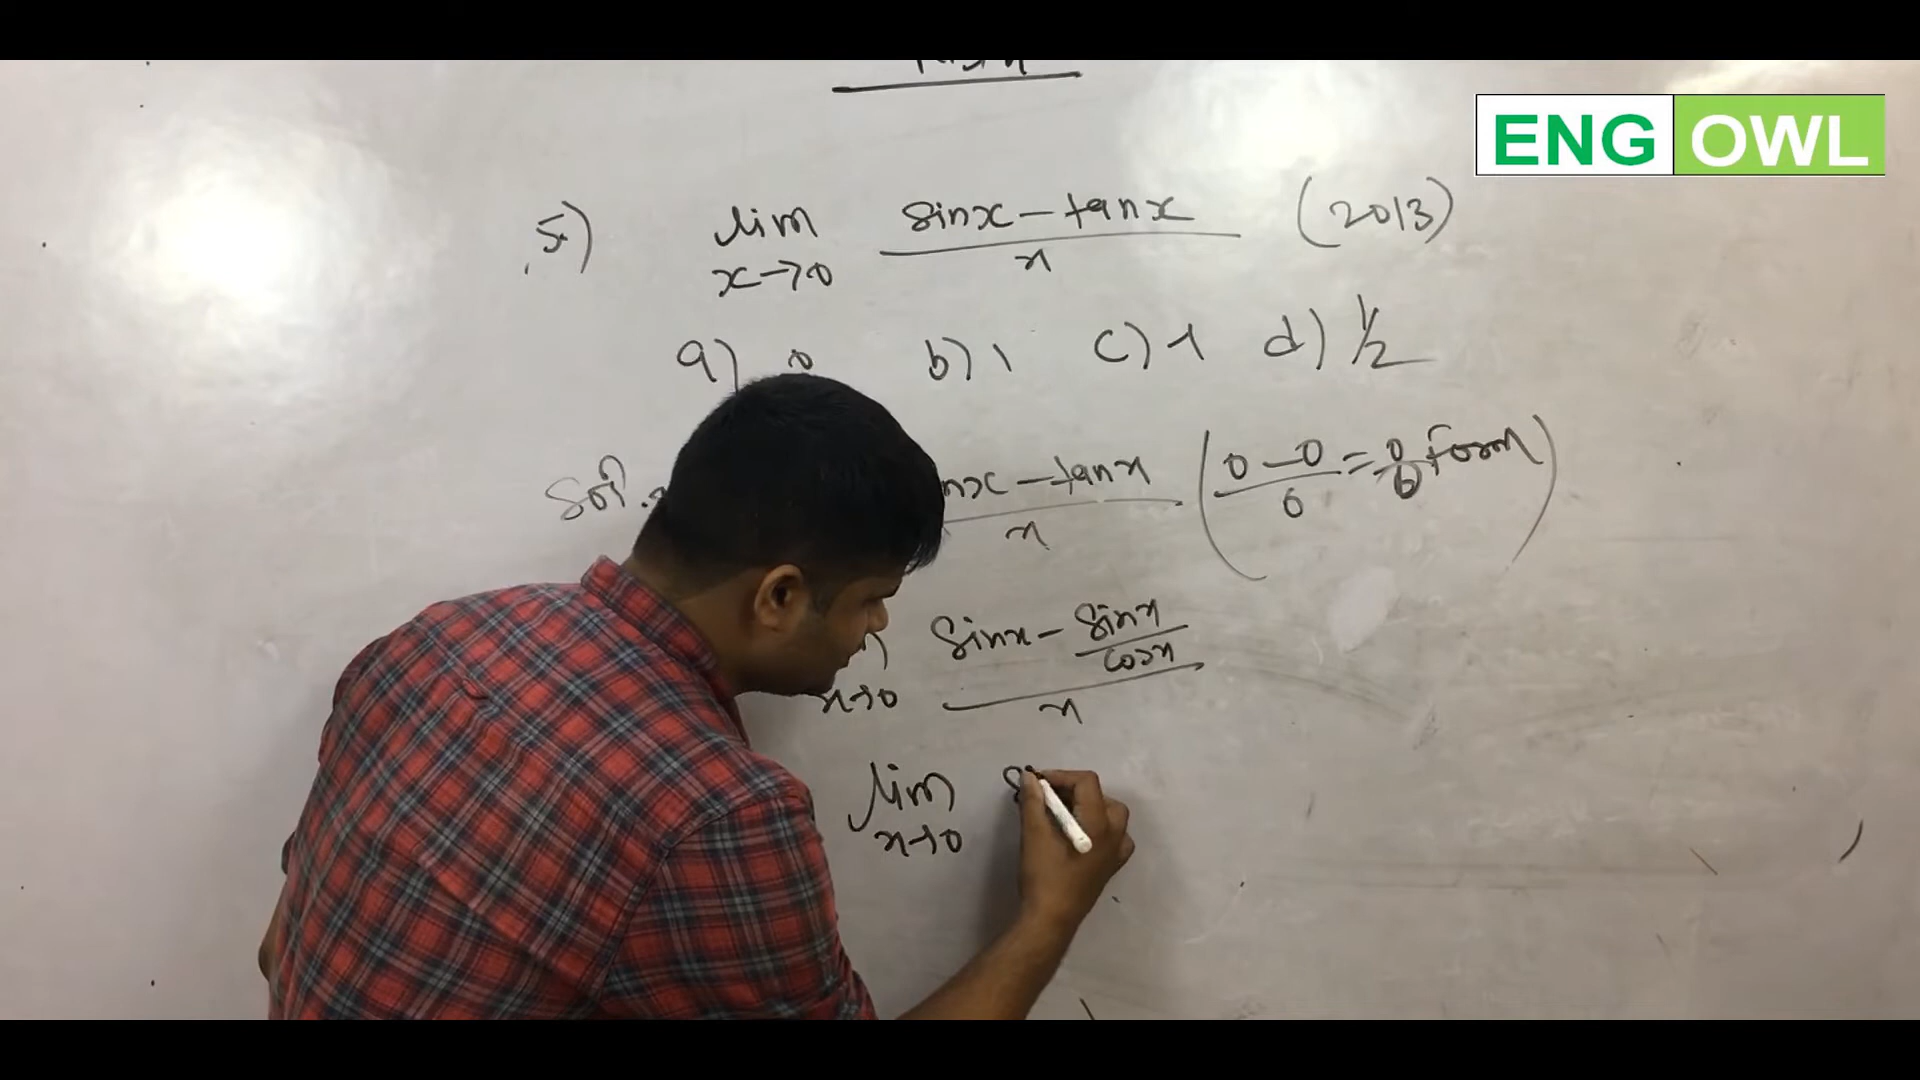 ENG OWL
5) lim x→0 sinx - tanx / x (2013)
a) 0 b) 1 c) -1 d) 1/2
Sol. nx - tanx / x (0 - 0 / 0 = 0/0 form)
x→0 sinx - sinx/cosx / x
lim x→0 s